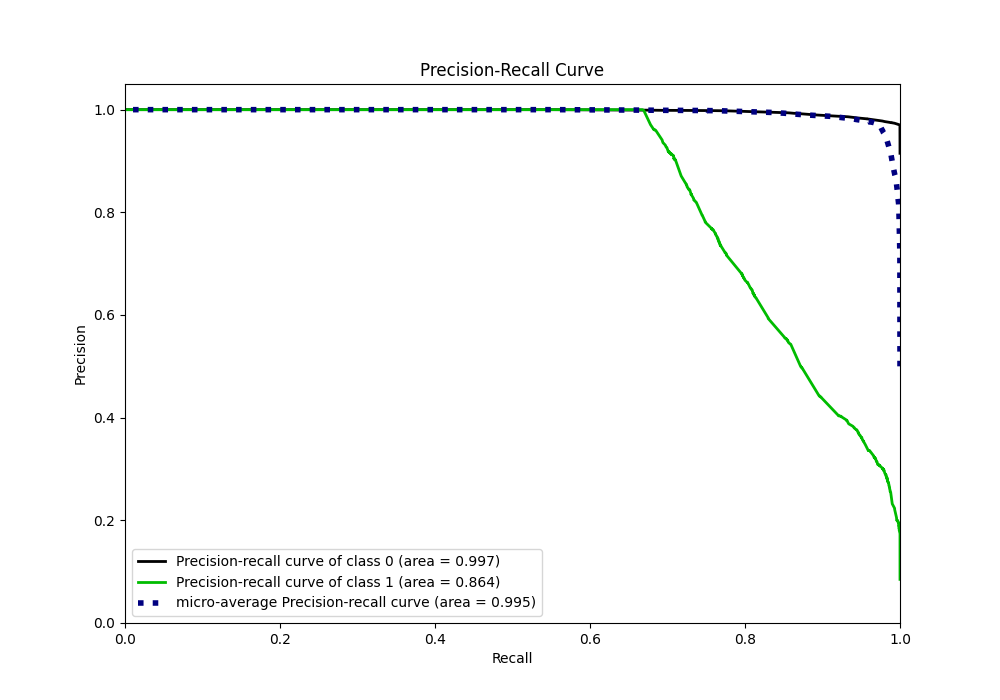 Precision-Recall Curve
Precision
1.0
0.8
0.6
0.4
0.2
0.0
Precision-recall curve of class 0 (area = 0.997)
Precision-recall curve of class 1 (area = 0.864)
micro-average Precision-recall curve (area = 0.995)
0.0 0.2 0.4 0.6 0.8 1.0
Recall